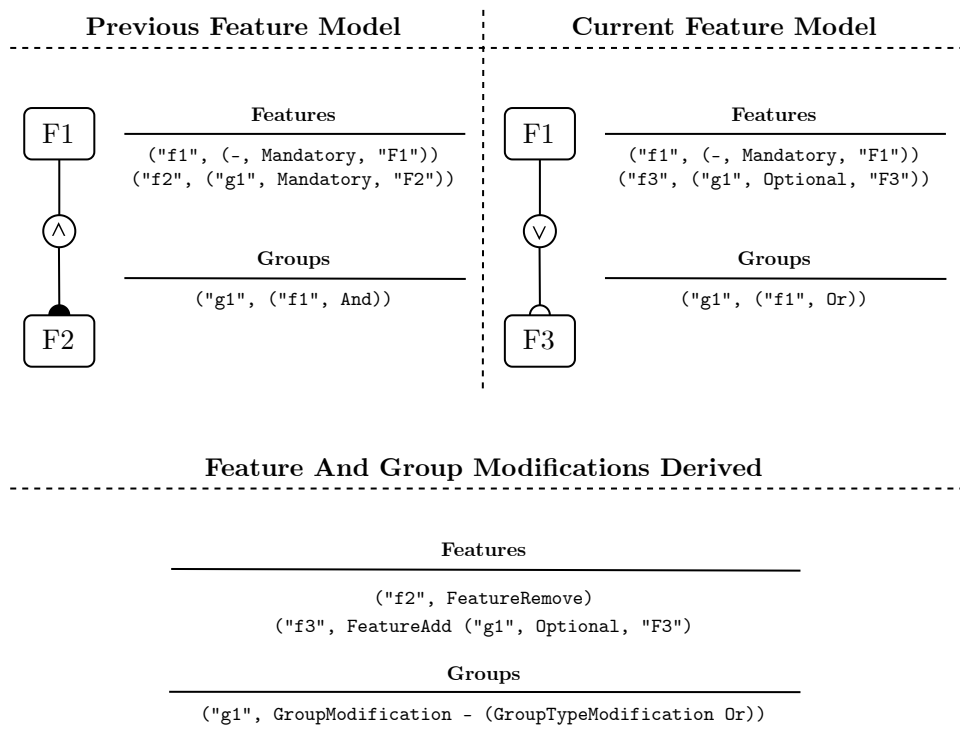 Previous Feature Model
F1
∧
F2
Features
("f1", (-, Mandatory, "F1"))
("f2", ("g1", Mandatory, "F2"))
Groups
("g1", ("f1", And))
Current Feature Model
F1
∨
F3
Features
("f1", (-, Mandatory, "F1"))
("f3", ("g1", Optional, "F3"))
Groups
("g1", ("f1", Or))
Feature And Group Modifications Derived
Features
("f2", FeatureRemove)
("f3", FeatureAdd ("g1", Optional, "F3")
Groups
("g1", GroupModification - (GroupTypeModification Or))